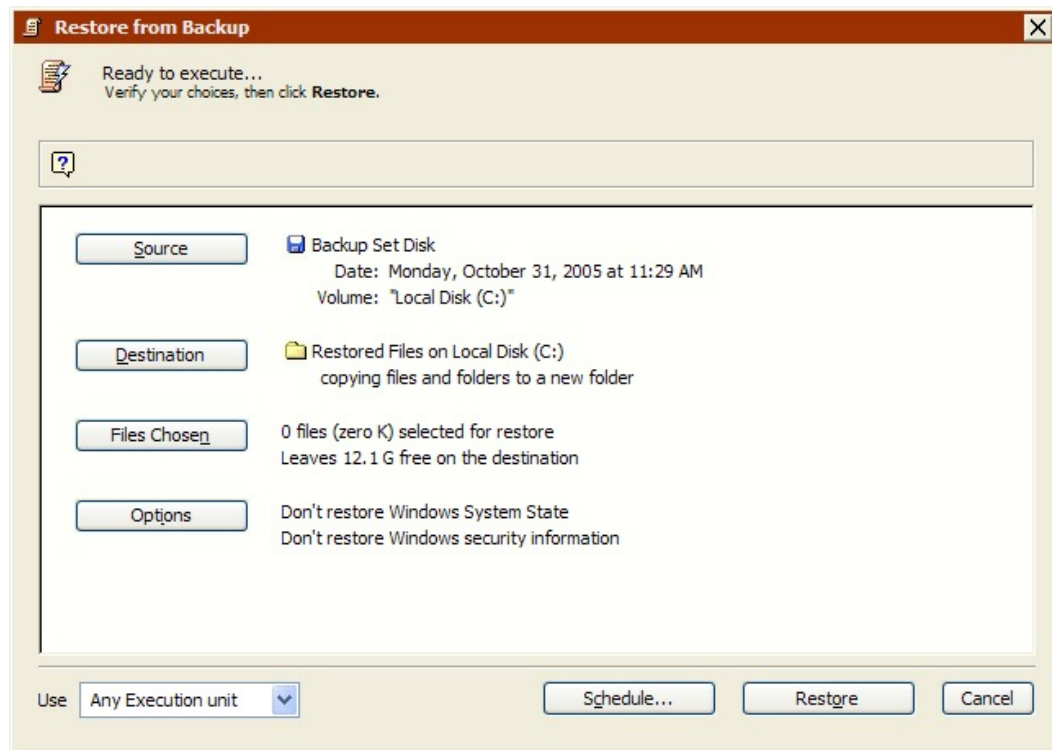 Restore from Backup
Ready to execute...
Verify your choices, then click Restore.
Source
Backup Set Disk
Date: Monday, October 31, 2005 at 11:29 AM
Volume: "Local Disk (C:)"
Destination
Restored Files on Local Disk (C:)
copying files and folders to a new folder
Files Chosen
0 files (zero K) selected for restore
Leaves 12.1 G free on the destination
Options
Don't restore Windows System State
Don't restore Windows security information
Use Any Execution unit Schedule... Restore Cancel